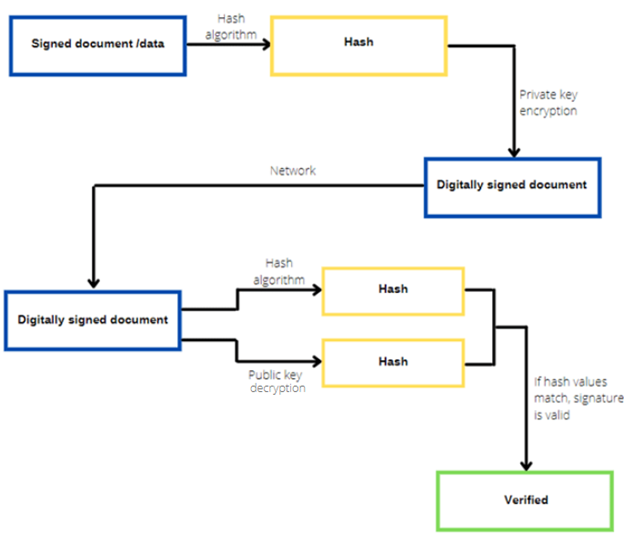 Hash
algorithm
Signed document /data
Hash
Private key
encryption
Network
Digitally signed document
Hash
algorithm
Hash
Digitally signed document
Hash
Public key
decryption
If hash values
match, signature
is valid
Verified